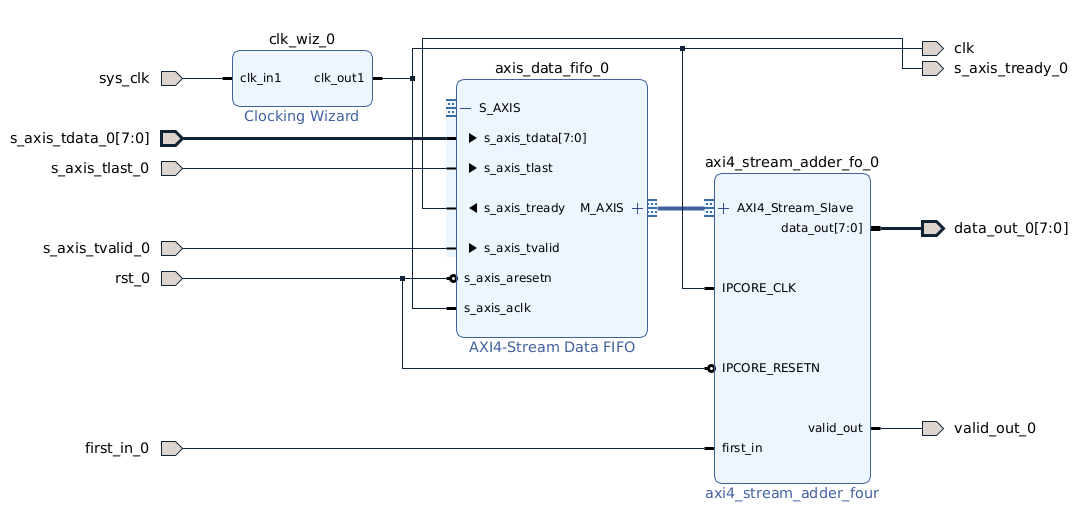 clk_wiz_0
sys_clk
clk_in1
clk_out1
Clocking Wizard
s_axis_tdata_0[7:0]
s_axis_tlast_0
s_axis_tvalid_0
rst_0
first_in_0
axis_data_fifo_0
S_AXIS
s_axis_tdata[7:0]
s_axis_tlast
s_axis_tready
M_AXIS
s_axis_tvalid
s_axis_aresetn
s_axis_aclk
AXI4-Stream Data FIFO
axi4_stream_adder_fo_0
AXI4_Stream_Slave
data_out[7:0]
IPCORE_CLK
IPCORE_RESETN
valid_out
first_in
axi4_stream_adder_four
clk
s_axis_tready_0
data_out_0[7:0]
valid_out_0